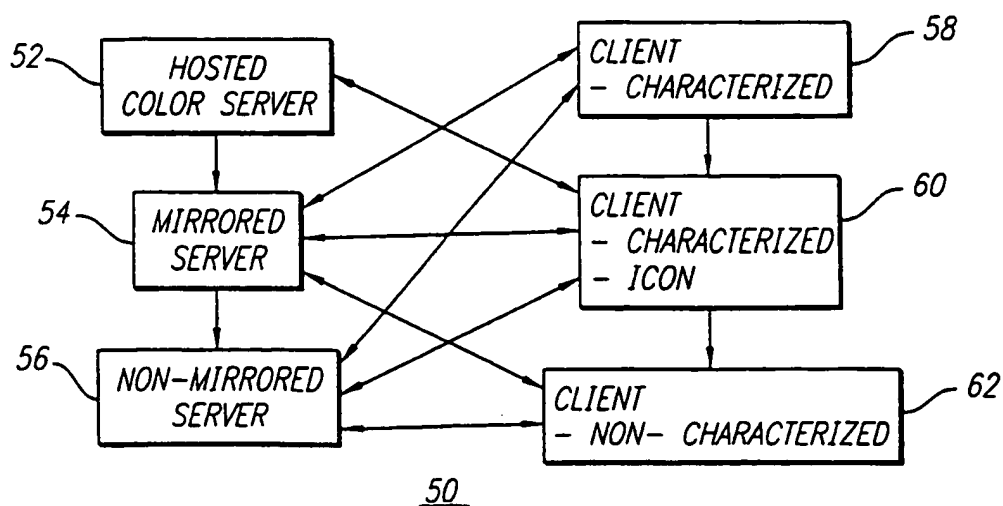 52
HOSTED
COLOR SERVER
54
MIRRORED
SERVER
56
NON-MIRRORED
SERVER
58
CLIENT
- CHARACTERIZED
60
CLIENT
- CHARACTERIZED
- ICON
62
CLIENT
- NON- CHARACTERIZED
50